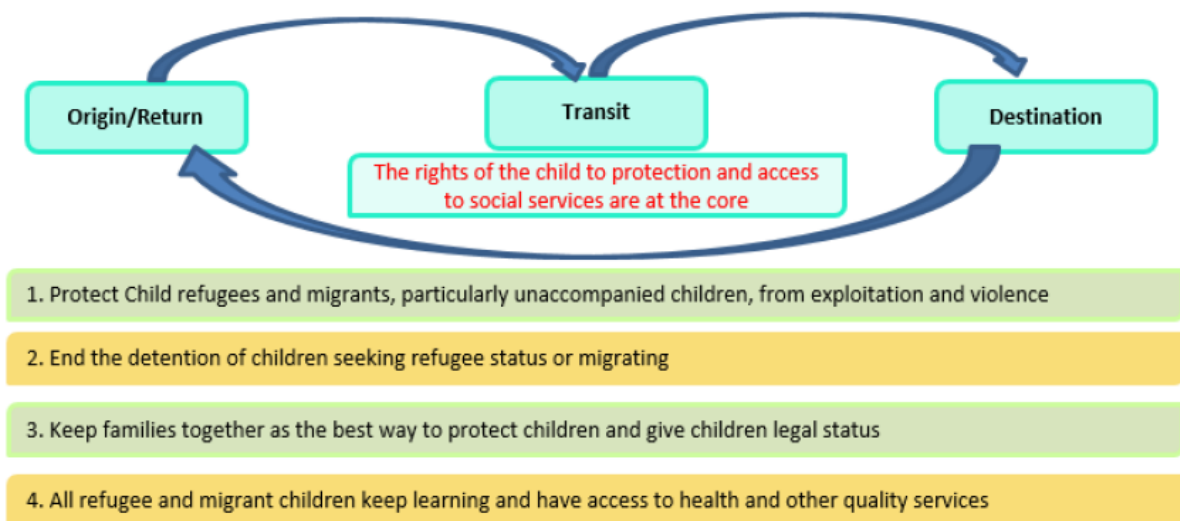 Origin/Return
Transit
Destination
The rights of the child to protection and access
to social services are at the core
1. Protect Child refugees and migrants, particularly unaccompanied children, from exploitation and violence
2. End the detention of children seeking refugee status or migrating
3. Keep families together as the best way to protect children and give children legal status
4. All refugee and migrant children keep learning and have access to health and other quality services